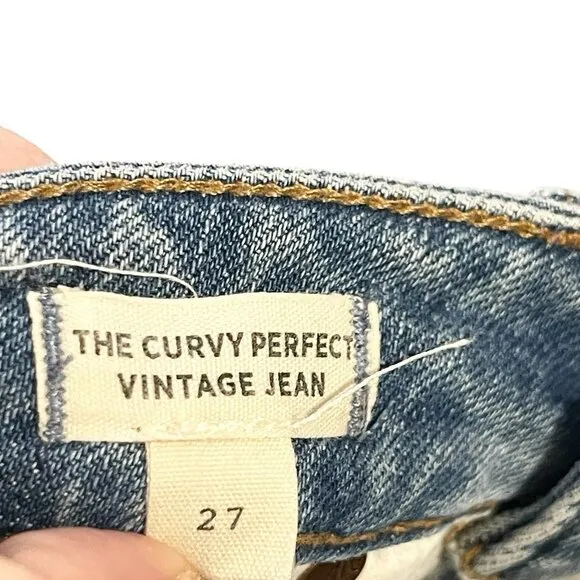 THE CURVY PERFECT
VINTAGE JEAN
27